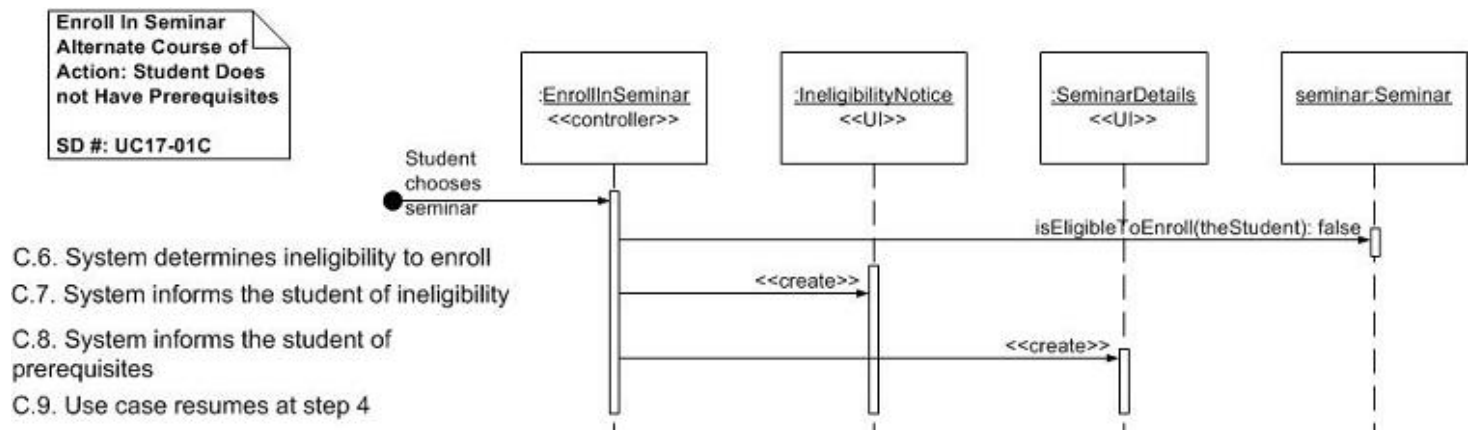 Enroll In Seminar
Alternate Course of
Action: Student Does
not Have Prerequisites
SD #: UC17-01C
:EnrollInSeminar
<<controller>>
:IneligibilityNotice
<<UI>>
:SeminarDetails
<<UI>>
seminar:Seminar
Student
chooses
seminar
isEligibleToEnroll(theStudent): false
C.6. System determines ineligibility to enroll
<<create>>
C.7. System informs the student of ineligibility
C.8. System informs the student of
prerequisites
<<create>>
C.9. Use case resumes at step 4